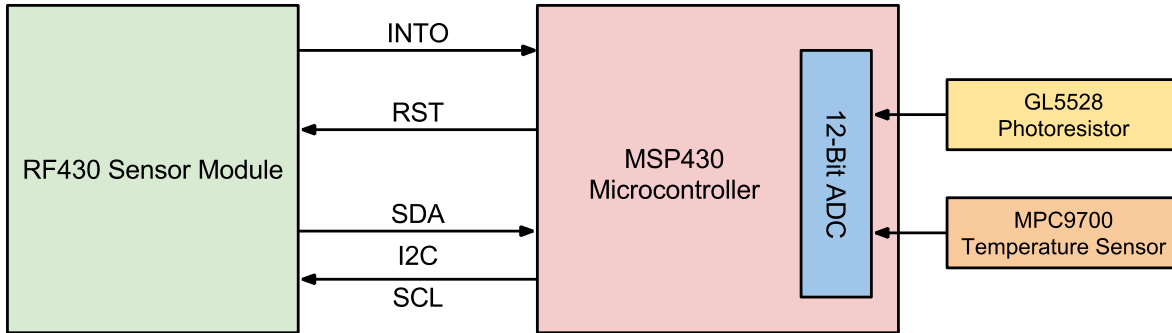 INTO
RST
RF430 Sensor Module
SDA
I2C
SCL
MSP430
Microcontroller
12-Bit ADC
GL5528
Photoresistor
MPC9700
Temperature Sensor